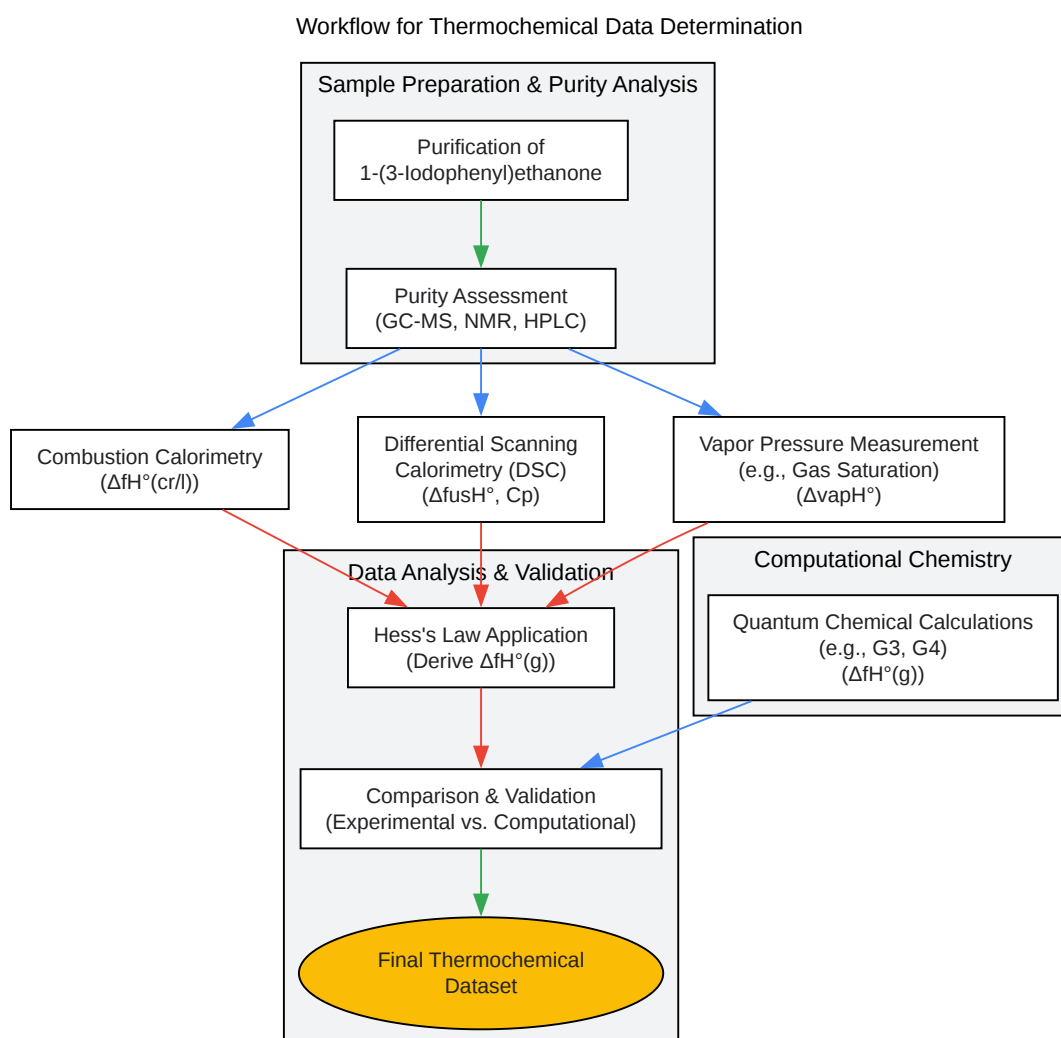 Workflow for Thermochemical Data Determination
Sample Preparation & Purity Analysis
Purification of
1-(3-Iodophenyl)ethanone
Purity Assessment
(GC-MS, NMR, HPLC)
Combustion Calorimetry
(ΔfH°(cr/l))
Differential Scanning
Calorimetry (DSC)
(ΔfusH°, Cp)
Vapor Pressure Measurement
(e.g., Gas Saturation)
(ΔvapH°)
Data Analysis & Validation
Computational Chemistry
Hess's Law Application
(Derive ΔfH°(g))
Quantum Chemical Calculations
(e.g., G3, G4)
(ΔfH°(g))
Comparison & Validation
(Experimental vs. Computational)
Final Thermochemical
Dataset